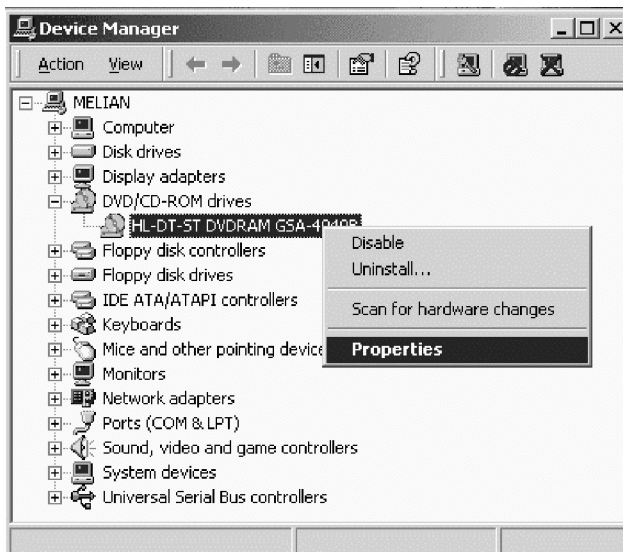 Device Manager
Action View
MELIAN
Computer
Disk drives
Display adapters
DVD/CD-ROM drives
HL-DT-ST DVDRAM GSA-4040B
Disable
Floppy disk controllers
Uninstall...
Floppy disk drives
IDE ATA/ATAPI controllers
Scan for hardware changes
Keyboards
Mice and other pointing device
Properties
Monitors
Network adapters
Ports (COM & LPT)
Sound, video and game controllers
System devices
Universal Serial Bus controllers